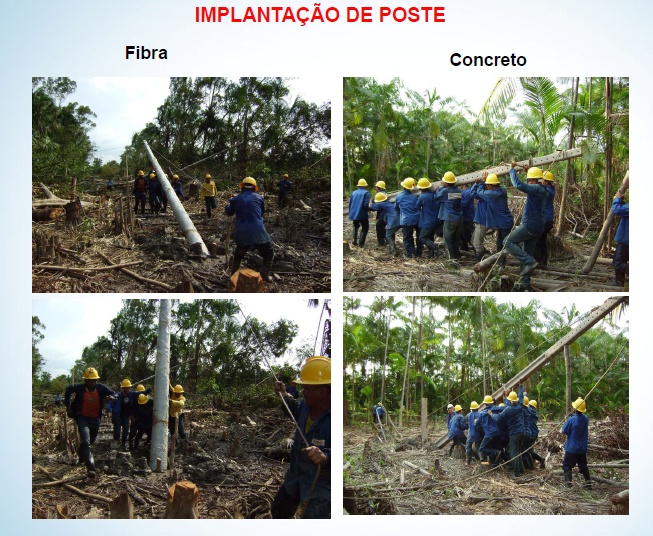 IMPLANTAÇÃO DE POSTE
Fibra
Concreto